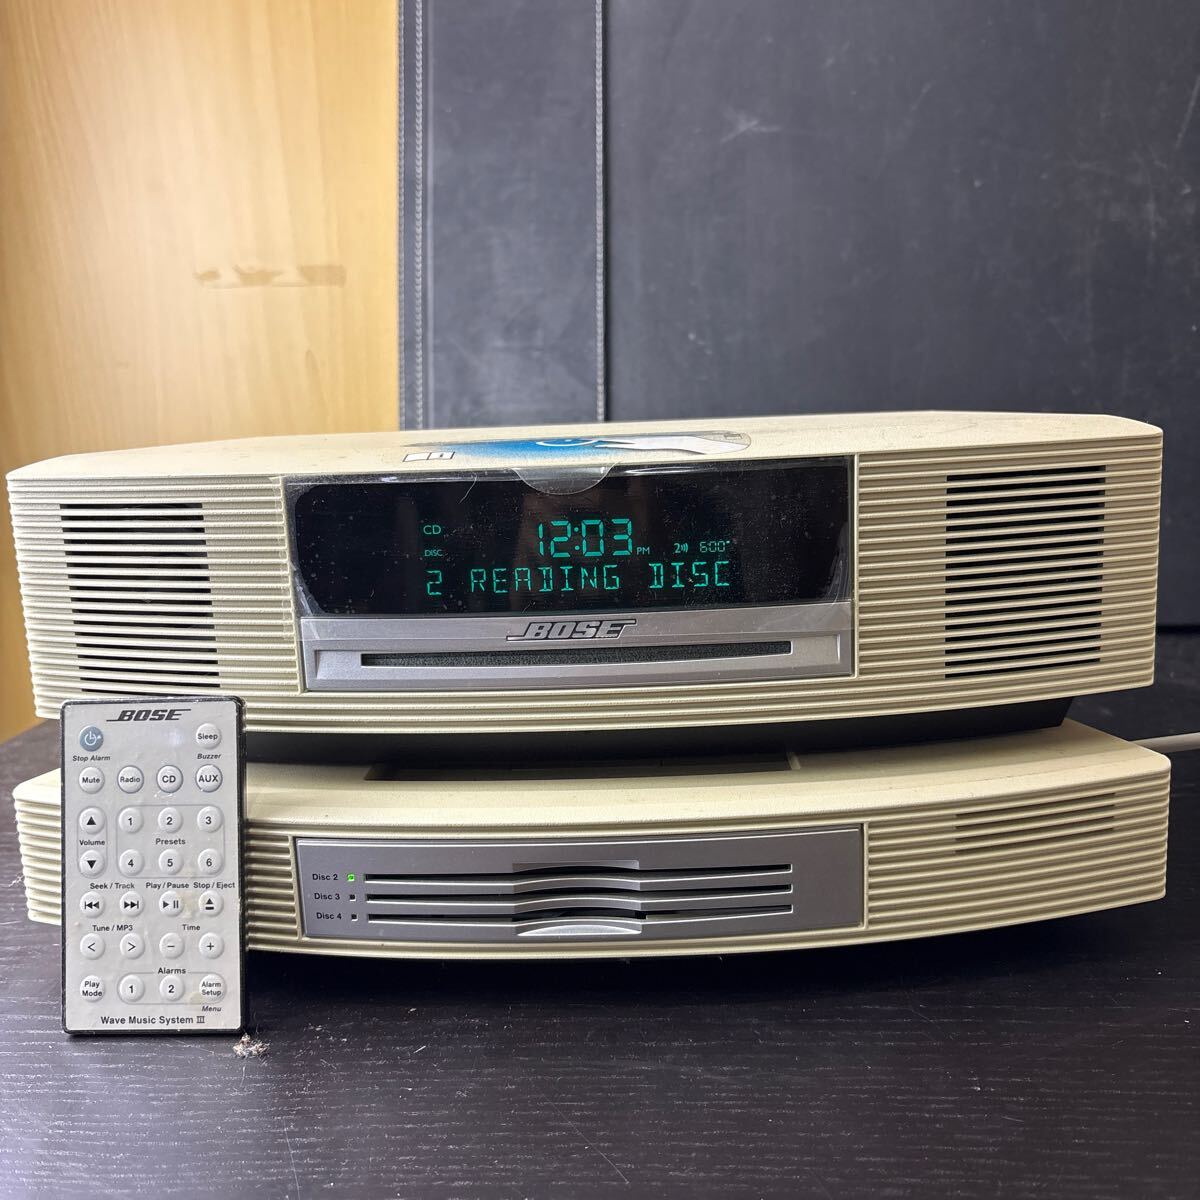 CD
12:03 PM
2 6:00
DISC
2 READING DISC
BOSE
Disc 2
Disc 3
Disc 4
BOSE
Sleep
Stop Alarm
Buzzer
Mute
Radio
CD
AUX
1
2
3
Volume
Presets
4
5
6
Seek / Track
Play / Pause
Stop / Eject
Tune / MP3
Time
< > − +
Alarms
Play Mode
1
2
Alarm Setup
Menu
Wave Music System III